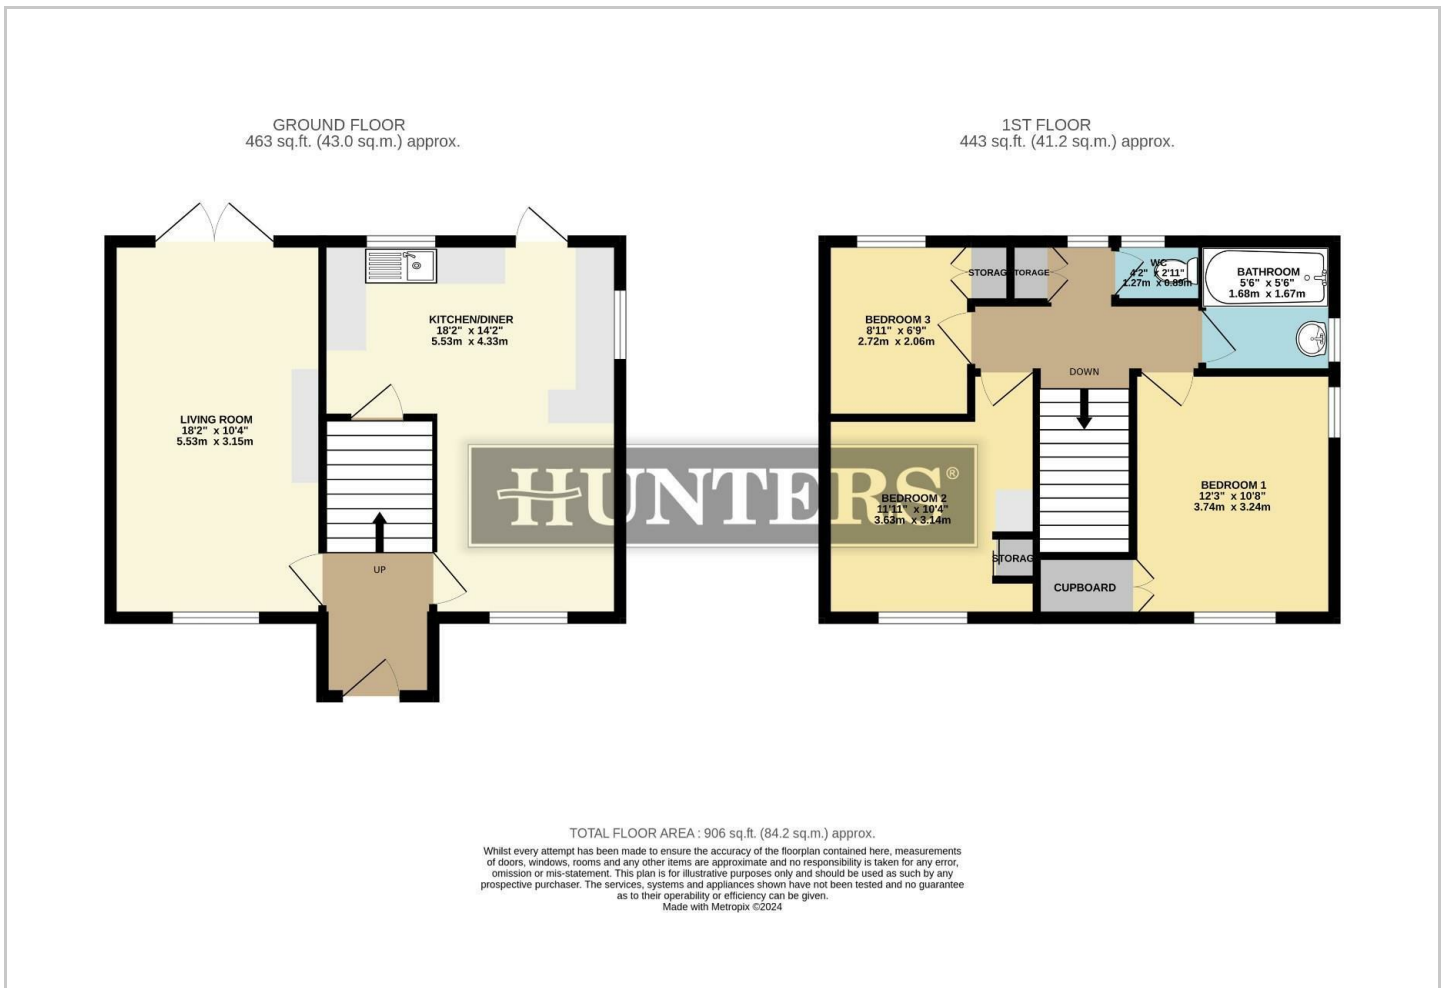 GROUND FLOOR
463 sq.ft. (43.0 sq.m.) approx.
1ST FLOOR
443 sq.ft. (41.2 sq.m.) approx.
KITCHEN/DINER
18'2" x 14'2"
5.53m x 4.33m
LIVING ROOM
18'2" x 10'4"
5.53m x 3.15m
UP
STORAGE
STORAGE
WC
4'2" x 2'11"
1.27m x 0.89m
BATHROOM
5'6" x 5'6"
1.68m x 1.67m
BEDROOM 3
8'11" x 6'9"
2.72m x 2.06m
DOWN
BEDROOM 2
11'11" x 10'4"
3.63m x 3.14m
BEDROOM 1
12'3" x 10'8"
3.74m x 3.24m
STORAGE
CUPBOARD
HUNTERS®
TOTAL FLOOR AREA : 906 sq.ft. (84.2 sq.m.) approx.
Whilst every attempt has been made to ensure the accuracy of the floorplan contained here, measurements
of doors, windows, rooms and any other items are approximate and no responsibility is taken for any error,
omission or mis-statement. This plan is for illustrative purposes only and should be used as such by any
prospective purchaser. The services, systems and appliances shown have not been tested and no guarantee
as to their operability or efficiency can be given.
Made with Metropix ©2024